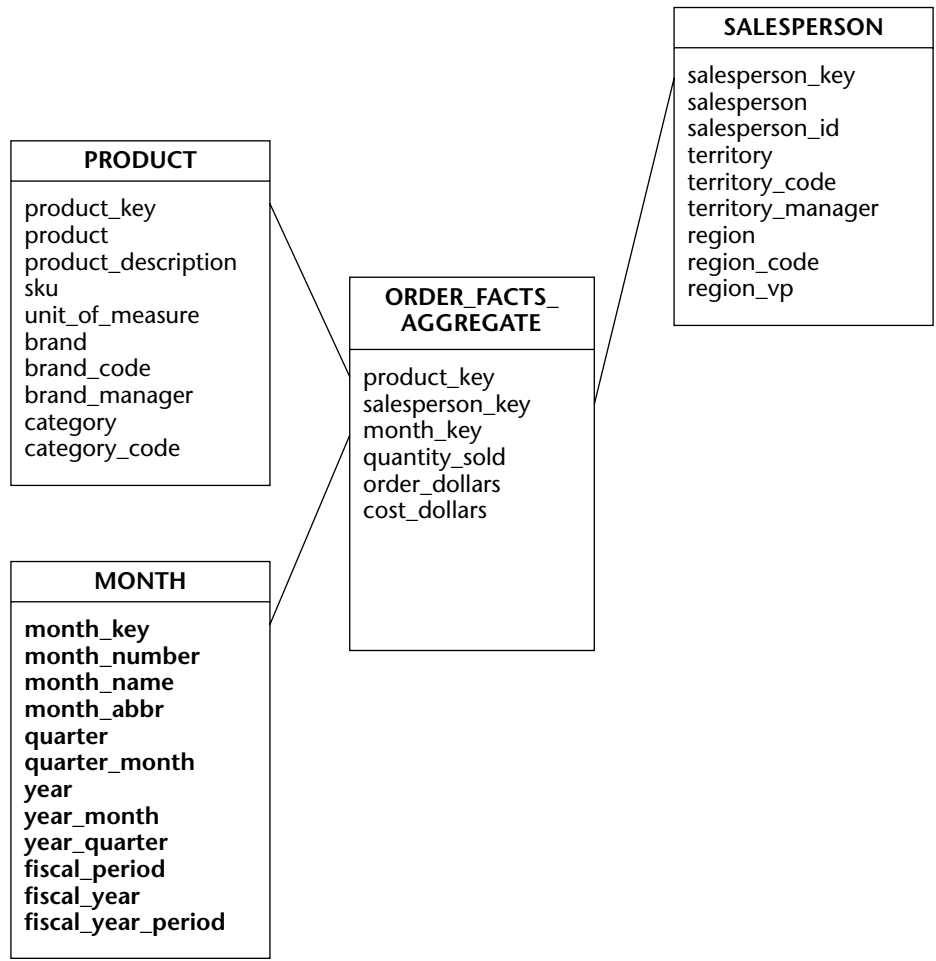 SALESPERSON
salesperson_key
salesperson
salesperson_id
territory
territory_code
territory_manager
region
region_code
region_vp
PRODUCT
product_key
product
product_description
sku
unit_of_measure
brand
brand_code
brand_manager
category
category_code
ORDER_FACTS_
AGGREGATE
product_key
salesperson_key
month_key
quantity_sold
order_dollars
cost_dollars
MONTH
month_key
month_number
month_name
month_abbr
quarter
quarter_month
year
year_month
year_quarter
fiscal_period
fiscal_year
fiscal_year_period